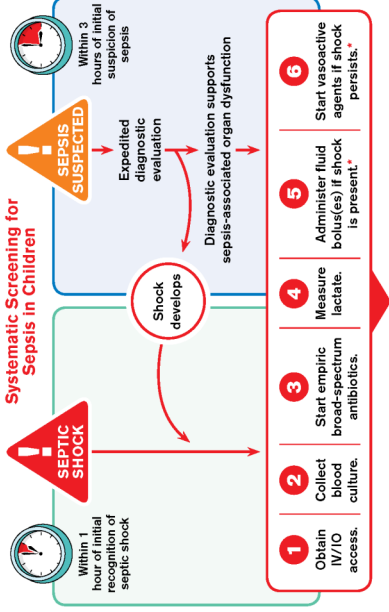 Systematic Screening for
Sepsis in Children
Within 1
hour of initial
recognition of
septic shock
!
SEPTIC
SHOCK
Shock
develops
!
SEPSIS
SUSPECTED
Within 3
hours of initial
suspicion of
sepsis
Expedited
diagnostic
evaluation
Diagnostic evaluation supports
sepsis-associated organ dysfunction
1
Obtain
IV/IO
access.
2
Collect
blood
culture.
3
Start empiric
broad-spectrum
antibiotics.
4
Measure
lactate.
5
Administer fluid
bolus(es) if shock
is present.*
6
Start vasoactive
agents if shock
persists.*